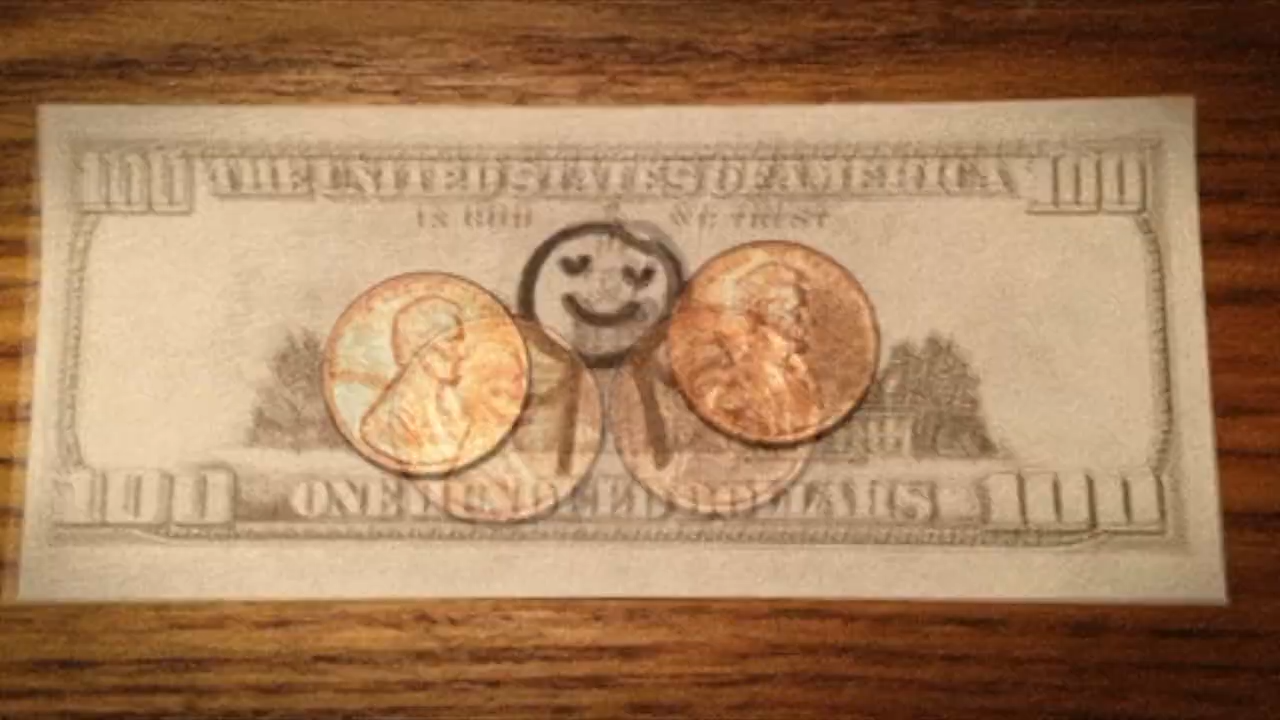 100 THE UNITED STATES OF AMERICA 100
IN GOD WE TRUST
100 ONE HUNDRED DOLLARS 100